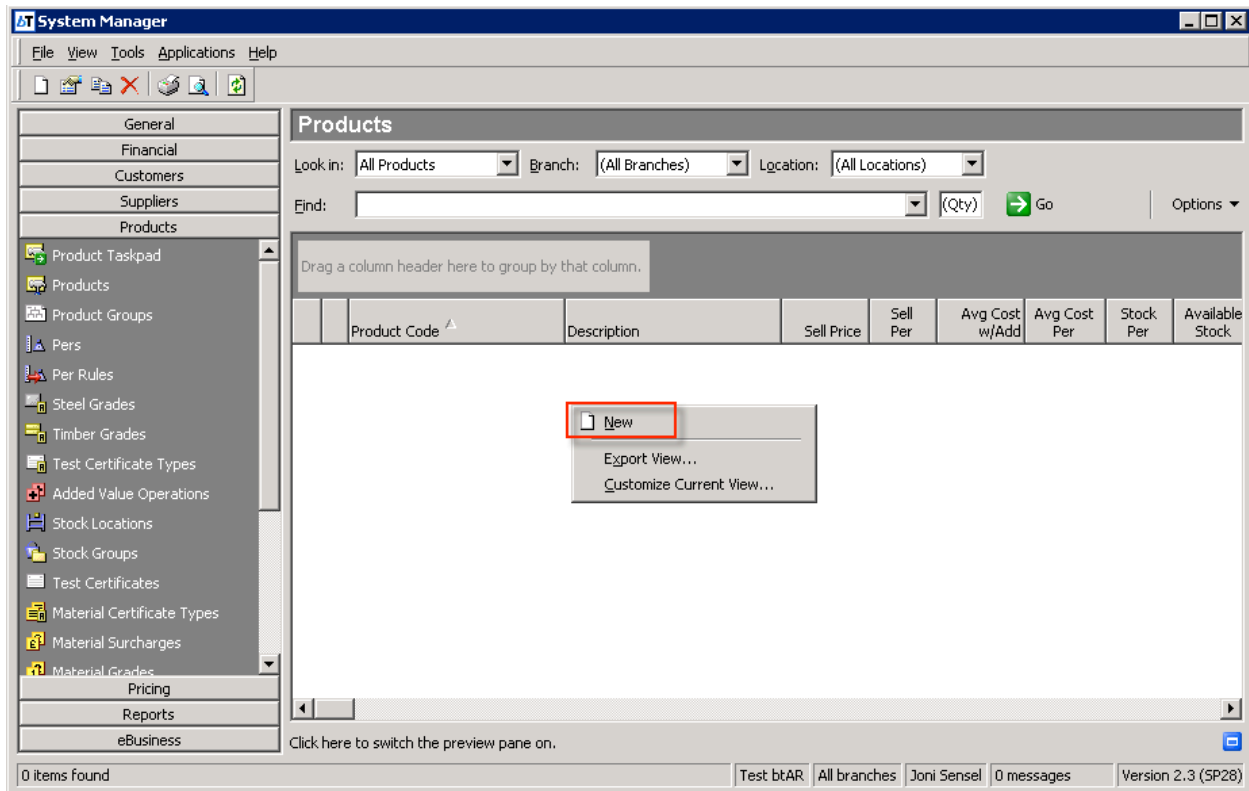 bT System Manager
File View Tools Applications Help
General
Financial
Customers
Suppliers
Products
Product Taskpad
Products
Product Groups
Pers
Per Rules
Steel Grades
Timber Grades
Test Certificate Types
Added Value Operations
Stock Locations
Stock Groups
Test Certificates
Material Certificate Types
Material Surcharges
Material Grades
Pricing
Reports
eBusiness
Products
Look in: All Products Branch: (All Branches) Location: (All Locations)
Find: (Qty) Go Options
Drag a column header here to group by that column.
Product Code Description Sell Price Sell Per Avg Cost w/Add Avg Cost Per Stock Per Available Stock
New
Export View...
Customize Current View...
Click here to switch the preview pane on.
0 items found Test btAR All branches Joni Sensel 0 messages Version 2.3 (SP28)